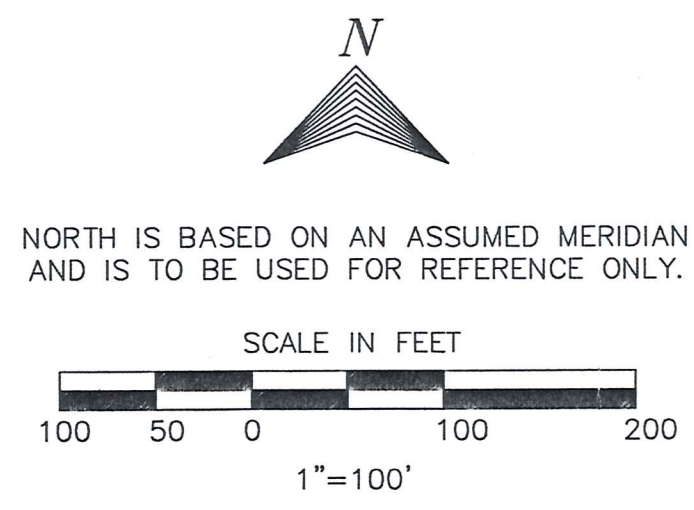 N
NORTH IS BASED ON AN ASSUMED MERIDIAN
AND IS TO BE USED FOR REFERENCE ONLY.
SCALE IN FEET
100 50 0 100 200
1"=100'